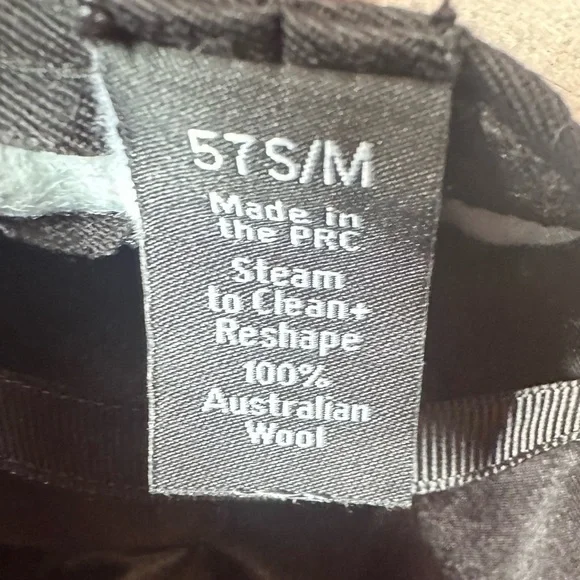 57 S/M
Made in
the PRC
Steam
to Clean+
Reshape
100%
Australian
Wool